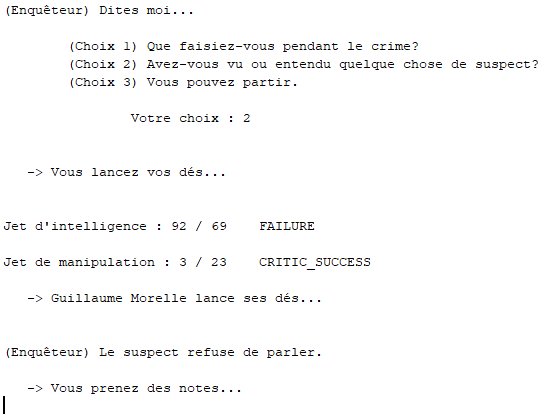 (Enquêteur) Dites moi...
(Choix 1) Que faisiez-vous pendant le crime?
(Choix 2) Avez-vous vu ou entendu quelque chose de suspect?
(Choix 3) Vous pouvez partir.
Votre choix : 2
-> Vous lancez vos dés...
Jet d'intelligence : 92 / 69    FAILURE
Jet de manipulation : 3 / 23    CRITIC_SUCCESS
-> Guillaume Morelle lance ses dés...
(Enquêteur) Le suspect refuse de parler.
-> Vous prenez des notes...